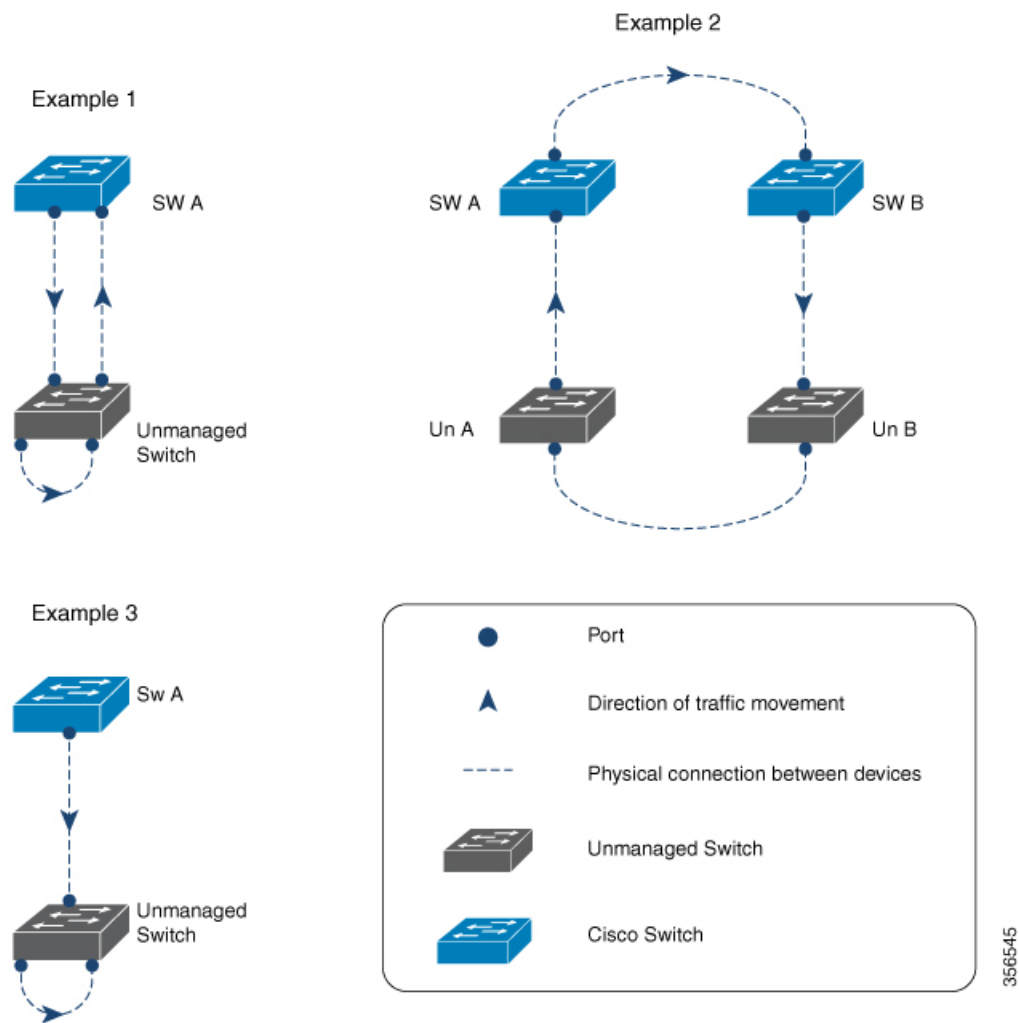 Example 2
Example 1
SW A
SW A
SW B
Unmanaged
Switch
Un A
Un B
Example 3
Sw A
Unmanaged
Switch
Port
Direction of traffic movement
Physical connection between devices
Unmanaged Switch
Cisco Switch
356545